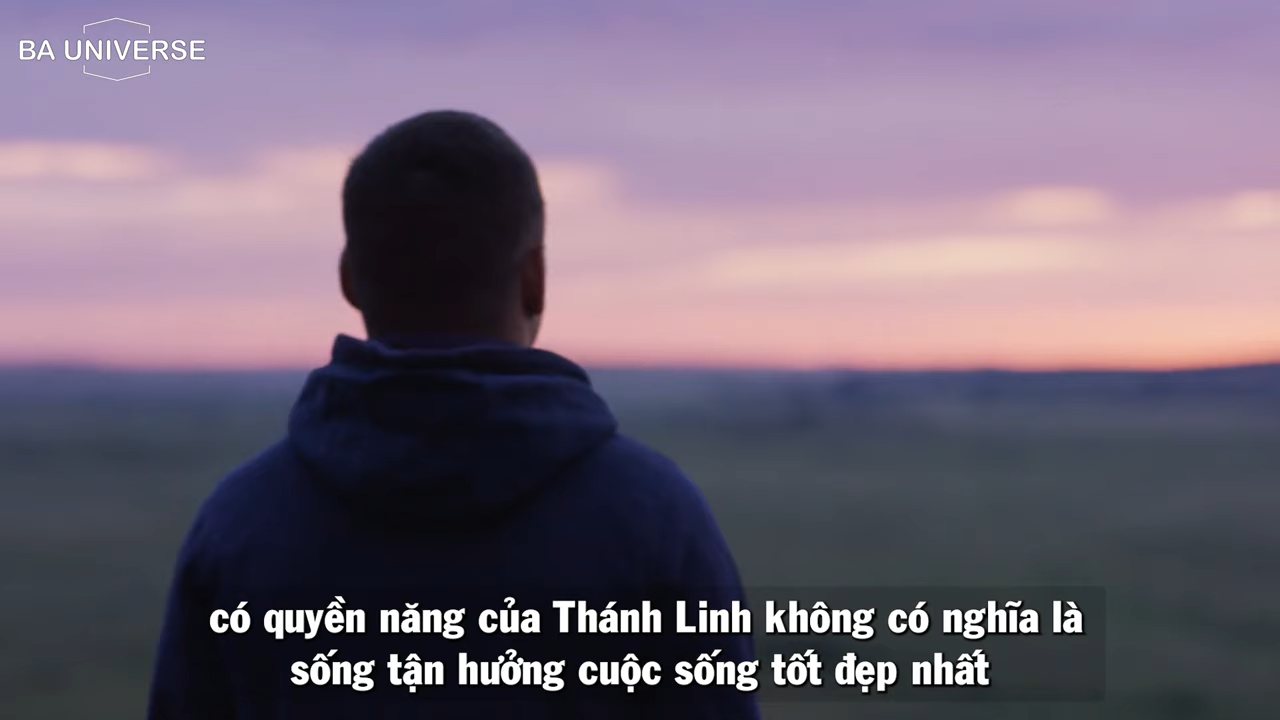 BA UNIVERSE
có quyền năng của Thánh Linh không có nghĩa là
sống tận hưởng cuộc sống tốt đẹp nhất